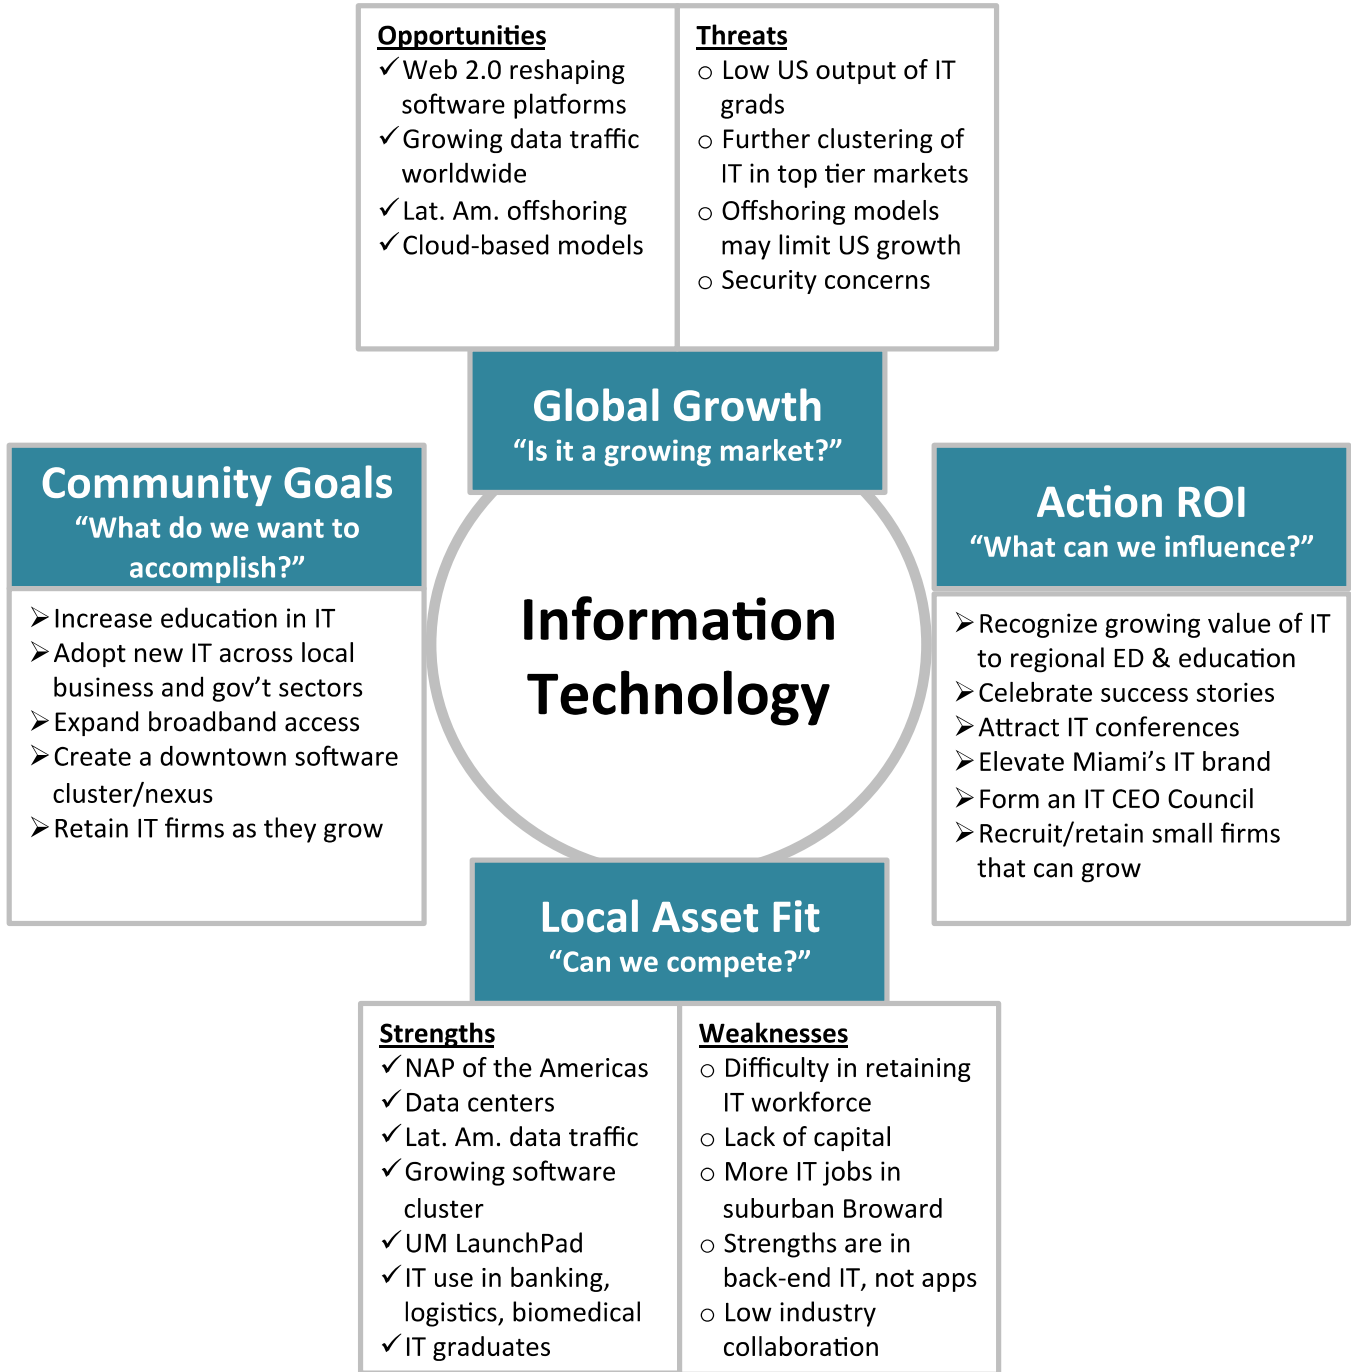 Opportunities
✓ Web 2.0 reshaping
software platforms
✓ Growing data traffic
worldwide
✓ Lat. Am. offshoring
✓ Cloud-based models
Threats
o Low US output of IT
grads
o Further clustering of
IT in top tier markets
o Offshoring models
may limit US growth
o Security concerns
Global Growth
“Is it a growing market?”
Community Goals
“What do we want to
accomplish?”
➢ Increase education in IT
➢ Adopt new IT across local
business and gov’t sectors
➢ Expand broadband access
➢ Create a downtown software
cluster/nexus
➢ Retain IT firms as they grow
Information
Technology
Action ROI
“What can we influence?”
➢ Recognize growing value of IT
to regional ED & education
➢ Celebrate success stories
➢ Attract IT conferences
➢ Elevate Miami’s IT brand
➢ Form an IT CEO Council
➢ Recruit/retain small firms
that can grow
Local Asset Fit
“Can we compete?”
Strengths
✓ NAP of the Americas
✓ Data centers
✓ Lat. Am. data traffic
✓ Growing software
cluster
✓ UM LaunchPad
✓ IT use in banking,
logistics, biomedical
✓ IT graduates
Weaknesses
o Difficulty in retaining
IT workforce
o Lack of capital
o More IT jobs in
suburban Broward
o Strengths are in
back-end IT, not apps
o Low industry
collaboration